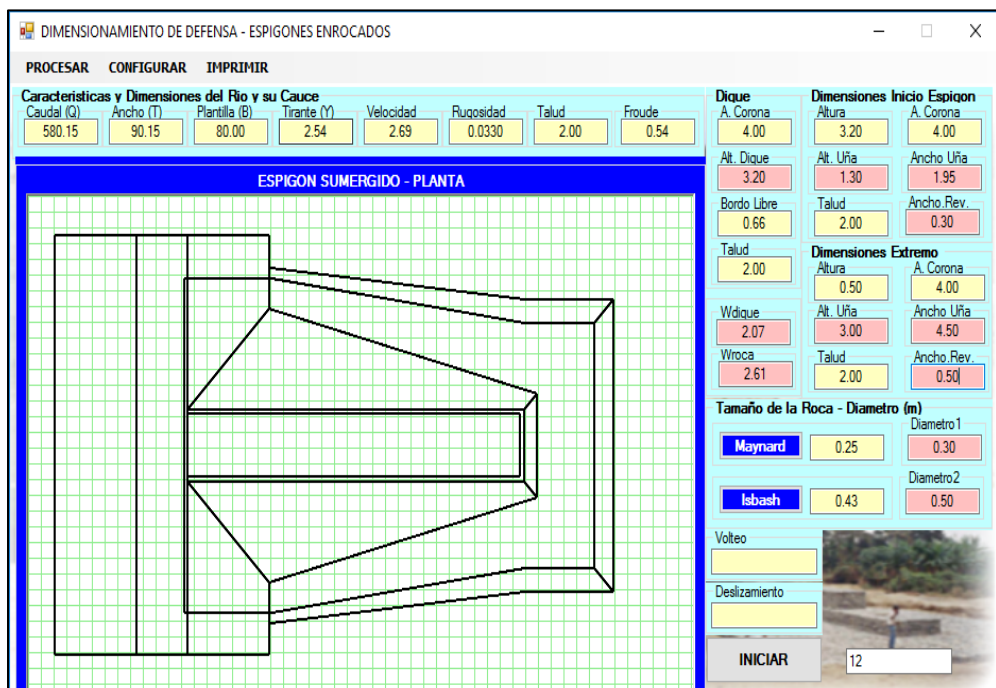 DIMENSIONAMIENTO DE DEFENSA - ESPIGONES ENROCADOS
PROCESAR CONFIGURAR IMPRIMIR
Caracteristicas y Dimensiones del Rio y su Cauce
Caudal (Q) Ancho (T) Plantilla (B) Tirante (Y) Velocidad Rugosidad Talud Froude
580.15 90.15 80.00 2.54 2.69 0.0330 2.00 0.54
ESPIGON SUMERGIDO - PLANTA
Dique
A. Corona
4.00
Alt. Dique
3.20
Bordo Libre
0.66
Talud
2.00
Wdique
2.07
Wroca
2.61
Dimensiones Inicio Espigon
Altura A. Corona
3.20 4.00
Alt. Uña Ancho Uña
1.30 1.95
Talud Ancho.Rev.
2.00 0.30
Dimensiones Extremo
Altura A. Corona
0.50 4.00
Alt. Uña Ancho Uña
3.00 4.50
Talud Ancho.Rev.
2.00 0.50
Tamaño de la Roca - Diametro (m)
Diametro1
Maynard 0.25 0.30
Diametro2
Isbash 0.43 0.50
Volteo
Deslizamiento
INICIAR 12